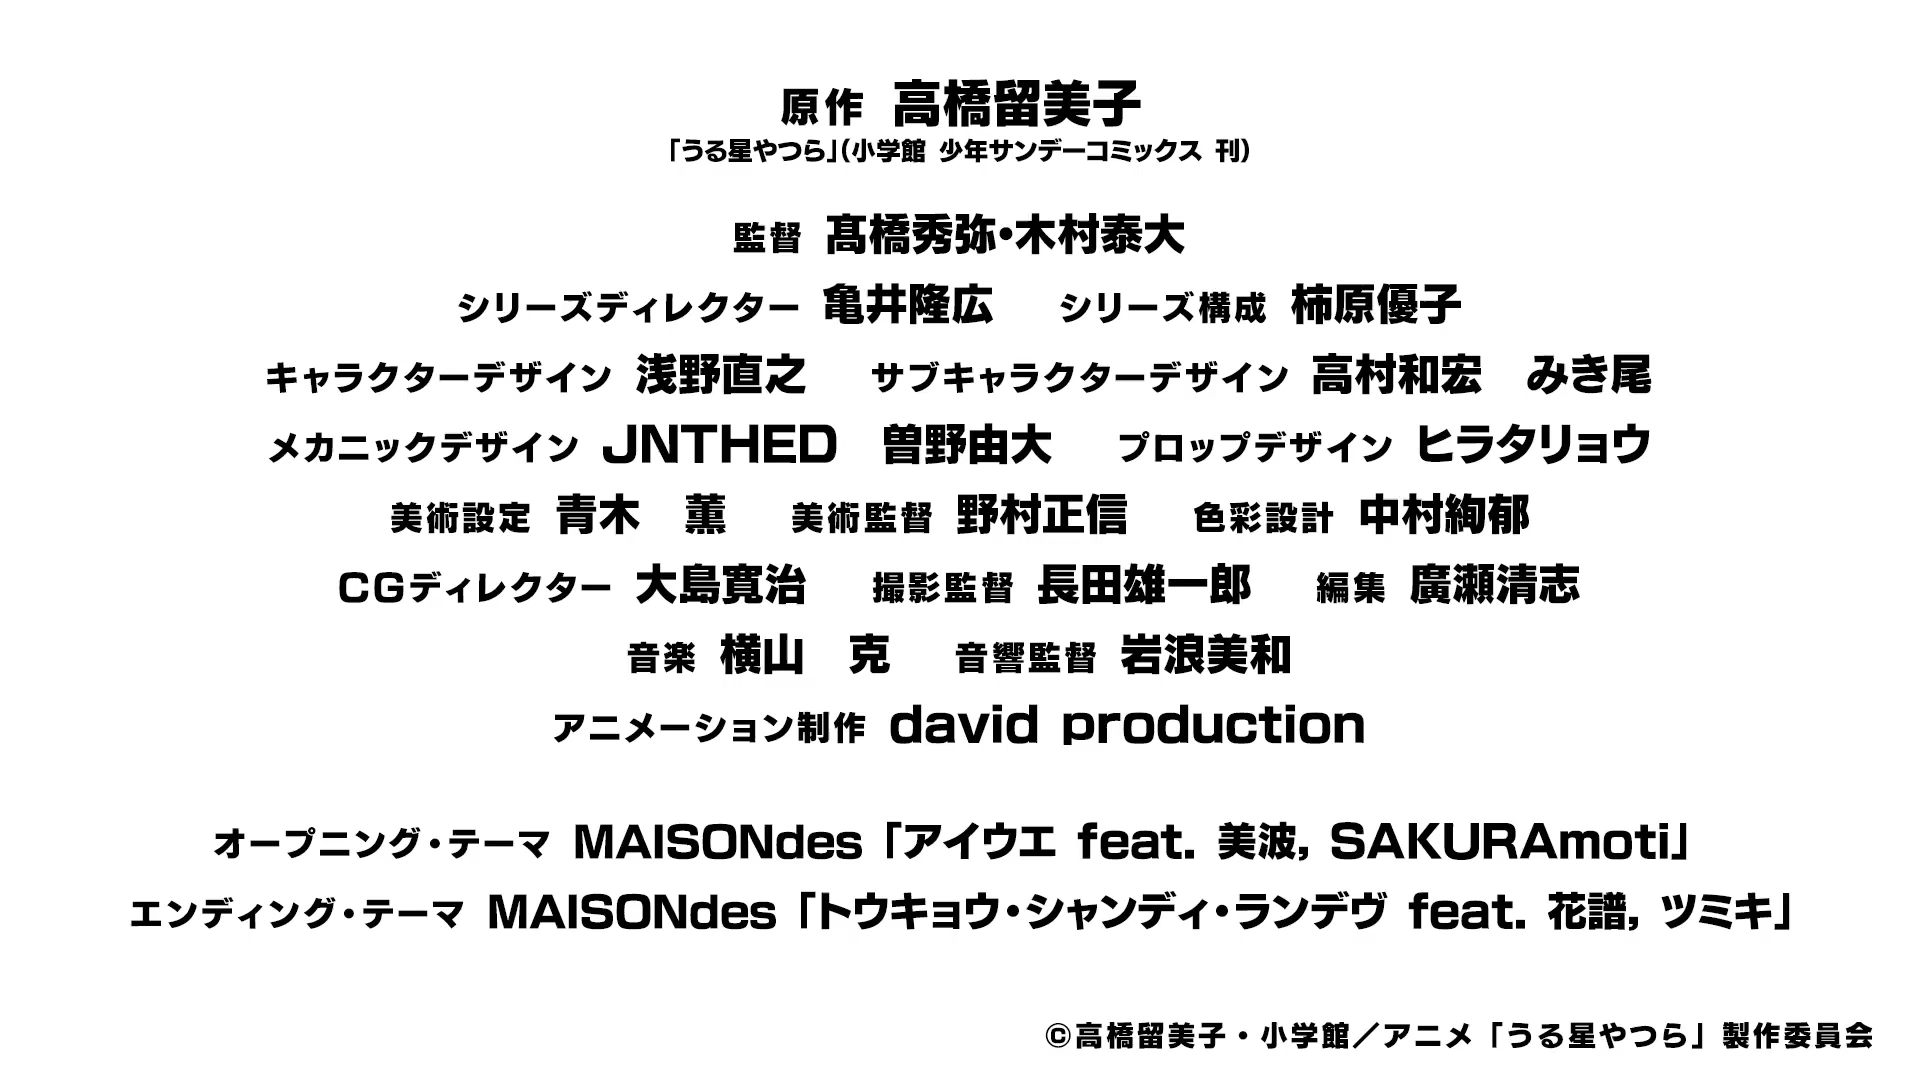 原作 高橋留美子
「うる星やつら」(小学館 少年サンデーコミックス 刊)
監督 髙橋秀弥・木村泰大
シリーズディレクター 亀井隆広 シリーズ構成 柿原優子
キャラクターデザイン 浅野直之 サブキャラクターデザイン 高村和宏 みき尾
メカニックデザイン JNTHED 曽野由大 プロップデザイン ヒラタリョウ
美術設定 青木 薫 美術監督 野村正信 色彩設計 中村絢郁
CGディレクター 大島寛治 撮影監督 長田雄一郎 編集 廣瀬清志
音楽 横山 克 音響監督 岩浪美和
アニメーション制作 david production
オープニング・テーマ MAISONdes「アイウエ feat. 美波, SAKURAmoti」
エンディング・テーマ MAISONdes「トウキョウ・シャンディ・ランデヴ feat. 花譜, ツミキ」
©高橋留美子・小学館／アニメ「うる星やつら」製作委員会